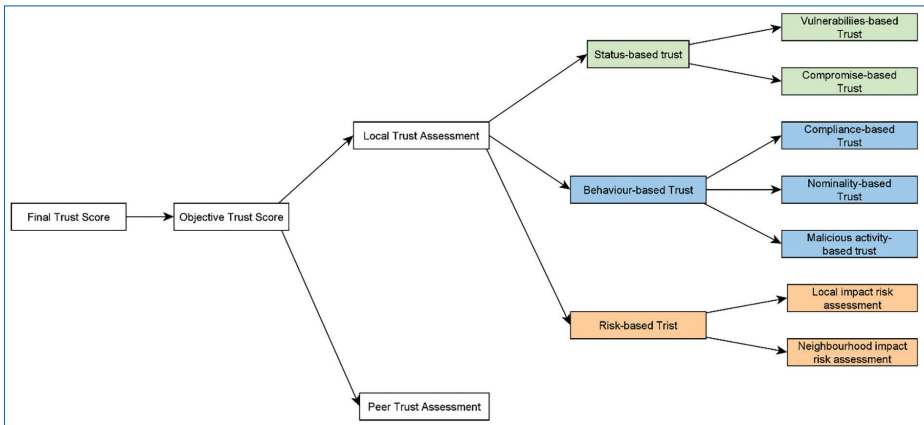 Vulnerabiliies-based
Trust
Status-based trust
Compromise-based
Trust
Local Trust Assessment
Compliance-based
Trust
Behaviour-based Trust
Nominality-based
Trust
Final Trust Score
Objective Trust Score
Malicious activity-
based trust
Local impact risk
assessment
Risk-based Trist
Neighbourhood impact
risk assessment
Peer Trust Assessment